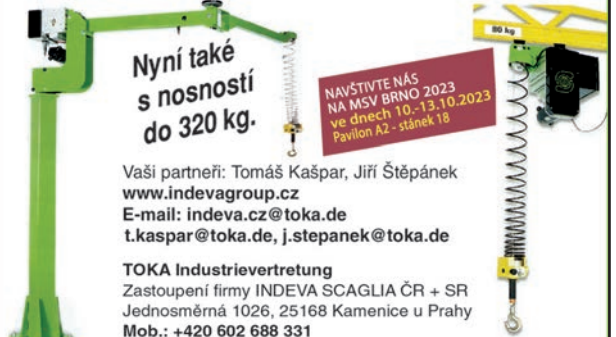 80 kg
Nyní také
s nosností
do 320 kg.
NAVŠTIVTE NÁS
NA MSV BRNO 2023
ve dnech 10.-13.10.2023
Pavilon A2 - stánek 18
Vaši partneři: Tomáš Kašpar, Jiří Štěpánek
www.indevagroup.cz
E-mail: indeva.cz@toka.de
t.kaspar@toka.de, j.stepanek@toka.de
TOKA Industrievertretung
Zastoupení firmy INDEVA SCAGLIA ČR + SR
Jednosměrná 1026, 25168 Kamenice u Prahy
Mob.: +420 602 688 331